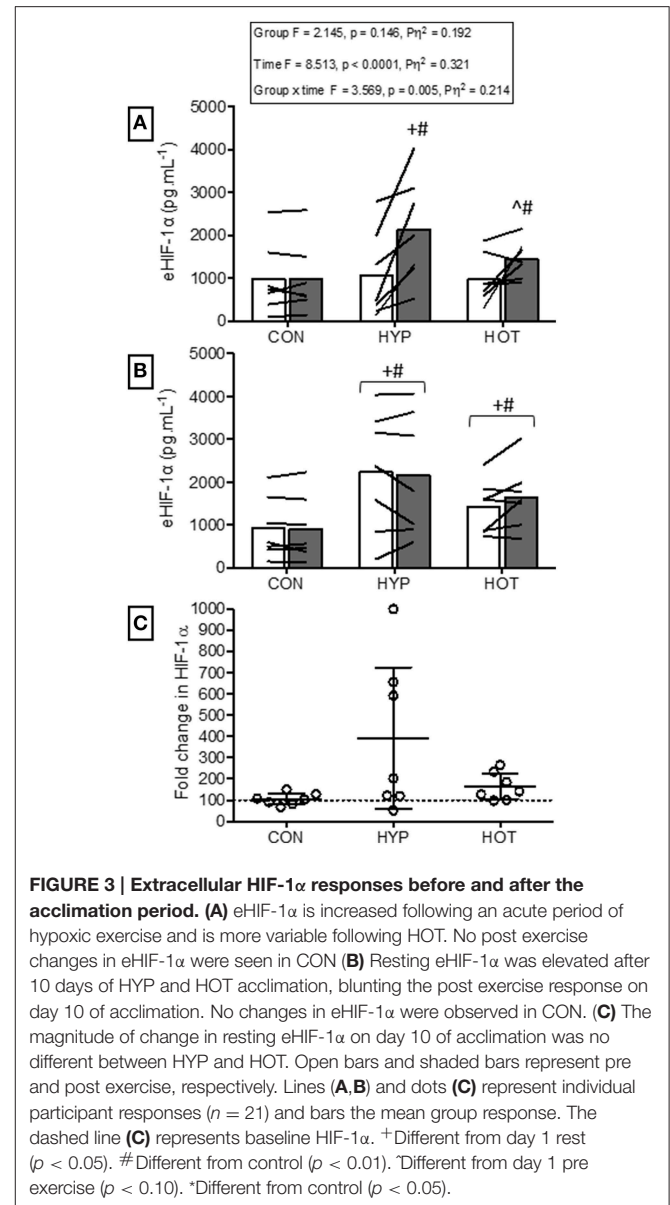 Group F = 2.145, p = 0.146, Pη² = 0.192
Time F = 8.513, p < 0.0001, Pη² = 0.321
Group x time F = 3.569, p = 0.005, Pη² = 0.214
A
eHIF-1α (pg.mL⁻¹)
5000
4000
3000
2000
1000
0
+#
^#
CON HYP HOT
B
eHIF-1α (pg.mL⁻¹)
5000
4000
3000
2000
1000
0
+#
+#
CON HYP HOT
C
Fold change in HIF-1α
1000
900
800
700
600
500
400
300
200
100
0
CON HYP HOT
FIGURE 3 | Extracellular HIF-1α responses before and after the
acclimation period. (A) eHIF-1α is increased following an acute period of
hypoxic exercise and is more variable following HOT. No post exercise
changes in eHIF-1α were seen in CON (B) Resting eHIF-1α was elevated after
10 days of HYP and HOT acclimation, blunting the post exercise response on
day 10 of acclimation. No changes in eHIF-1α were observed in CON. (C) The
magnitude of change in resting eHIF-1α on day 10 of acclimation was no
different between HYP and HOT. Open bars and shaded bars represent pre
and post exercise, respectively. Lines (A,B) and dots (C) represent individual
participant responses (n = 21) and bars the mean group response. The
dashed line (C) represents baseline HIF-1α. +Different from day 1 rest
(p < 0.05). #Different from control (p < 0.01). ^Different from day 1 pre
exercise (p < 0.10). *Different from control (p < 0.05).